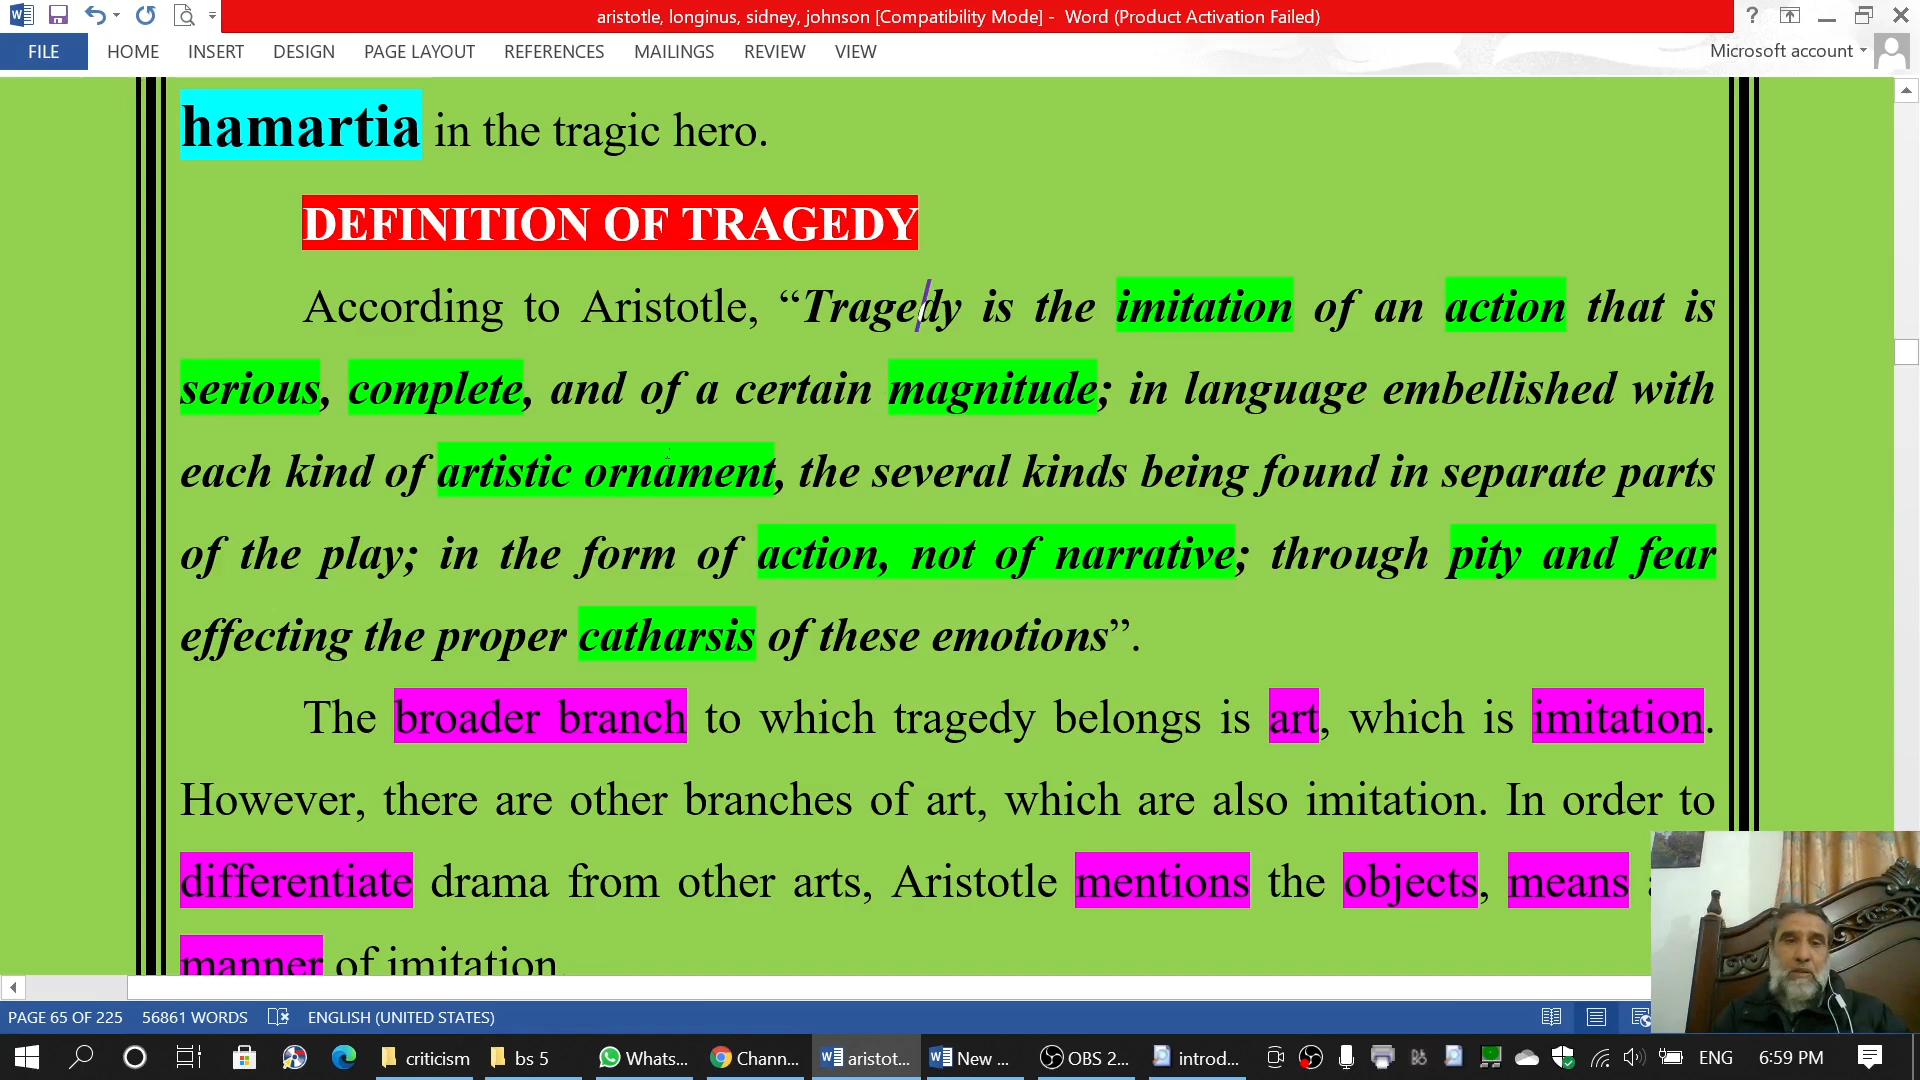 aristotle, longinus, sidney, johnson [Compatibility Mode] - Word (Product Activation Failed)
FILE HOME INSERT DESIGN PAGE LAYOUT REFERENCES MAILINGS REVIEW VIEW Microsoft account
hamartia in the tragic hero.
DEFINITION OF TRAGEDY
According to Aristotle, “Tragedy is the imitation of an action that is
serious, complete, and of a certain magnitude; in language embellished with
each kind of artistic ornament, the several kinds being found in separate parts
of the play; in the form of action, not of narrative; through pity and fear
effecting the proper catharsis of these emotions”.
The broader branch to which tragedy belongs is art, which is imitation.
However, there are other branches of art, which are also imitation. In order to
differentiate drama from other arts, Aristotle mentions the objects, means
manner of imitation.
PAGE 65 OF 225 56861 WORDS ENGLISH (UNITED STATES)
criticism bs 5 Whats... Chann... aristot... New ... OBS 2... introd... ENG 6:59 PM